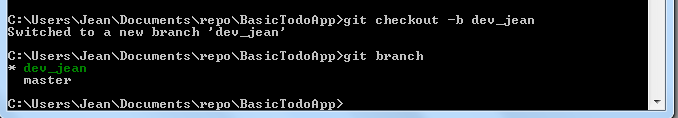 C:\Users\Jean\Documents\repo\BasicTodoApp>git checkout -b dev_jean
Switched to a new branch 'dev_jean'
C:\Users\Jean\Documents\repo\BasicTodoApp>git branch
* dev_jean
master
C:\Users\Jean\Documents\repo\BasicTodoApp>